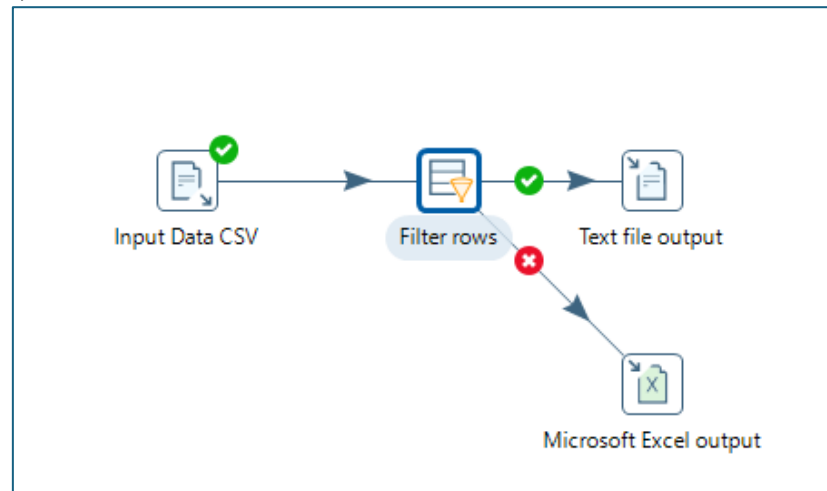 Input Data CSV
Filter rows
Text file output
X
Microsoft Excel output